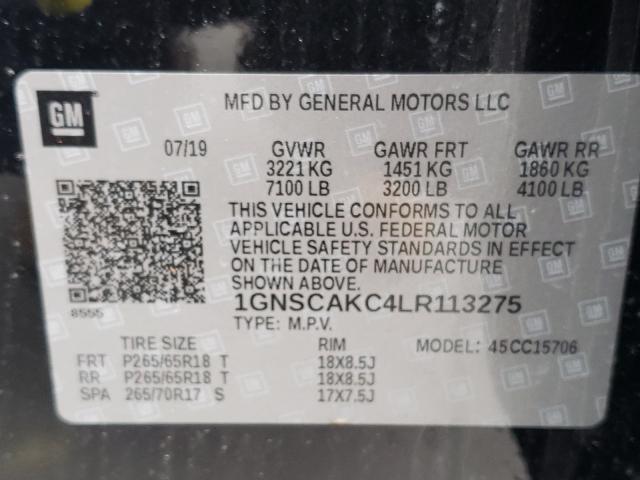 GM
MFD BY GENERAL MOTORS LLC
07/19 GVWR GAWR FRT GAWR RR
3221 KG 1451 KG 1860 KG
7100 LB 3200 LB 4100 LB
THIS VEHICLE CONFORMS TO ALL
APPLICABLE U.S. FEDERAL MOTOR
VEHICLE SAFETY STANDARDS IN EFFECT
ON THE DATE OF MANUFACTURE
SHOWN ABOVE.
8555
1GNSCAKC4LR113275
TYPE: M.P.V.
TIRE SIZE RIM MODEL: 45CC15706
FRT P265/65R18 T 18X8.5J
RR P265/65R18 T 18X8.5J
SPA 265/70R17 S 17X7.5J